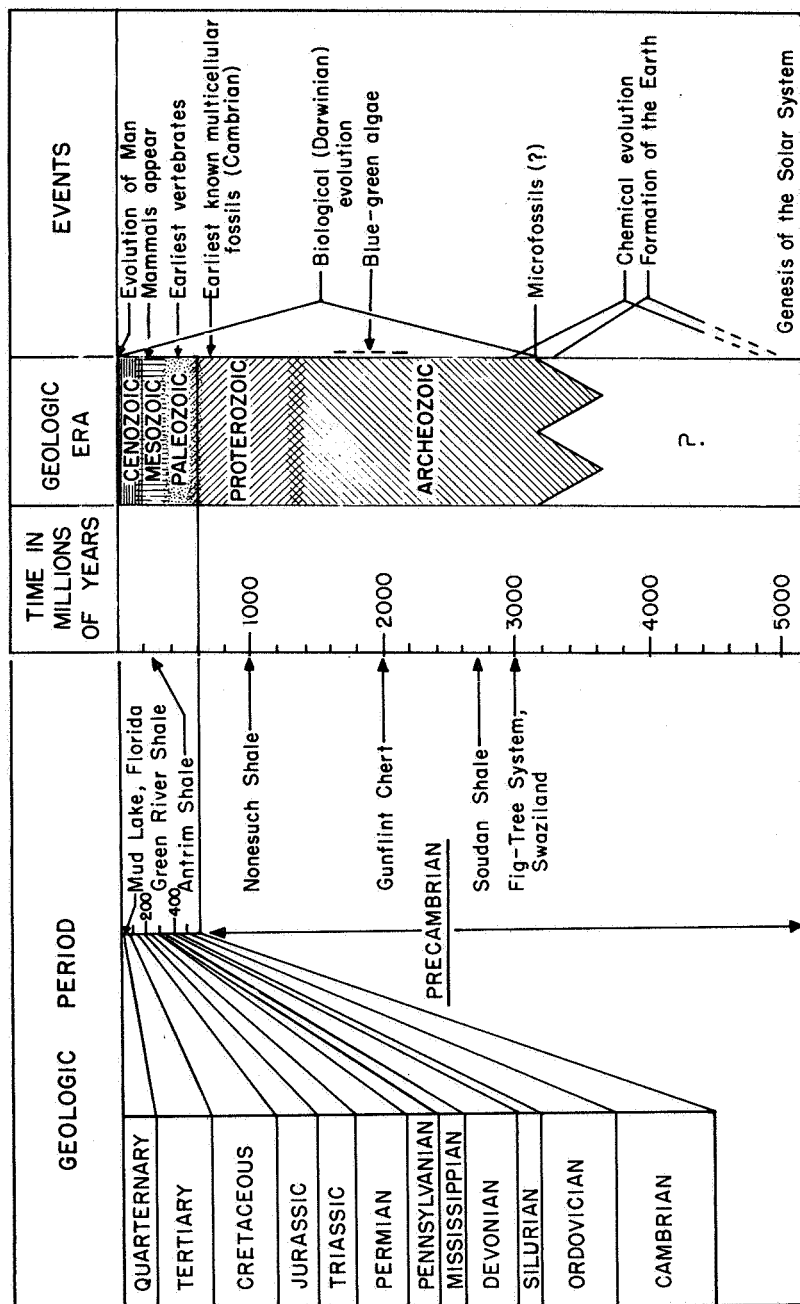 GEOLOGIC PERIOD
TIME IN
MILLIONS
OF YEARS
GEOLOGIC
ERA
EVENTS
QUARTERNARY
TERTIARY
CRETACEOUS
JURASSIC
TRIASSIC
PERMIAN
PENNSYLVANIAN
MISSISSIPPIAN
DEVONIAN
SILURIAN
ORDOVICIAN
CAMBRIAN
Mud Lake, Florida
200
Green River Shale
400
Antrim Shale
Nonesuch Shale
Gunflint Chert
PRECAMBRIAN
Soudan Shale
Fig-Tree System,
Swaziland
1000
2000
3000
4000
5000
CENOZOIC
MESOZOIC
PALEOZOIC
PROTEROZOIC
ARCHEOZOIC
?
Evolution of Man
Mammals appear
Earliest vertebrates
Earliest known multicellular
fossils (Cambrian)
Biological (Darwinian)
evolution
Blue-green algae
Microfossils (?)
Chemical evolution
Formation of the Earth
Genesis of the Solar System